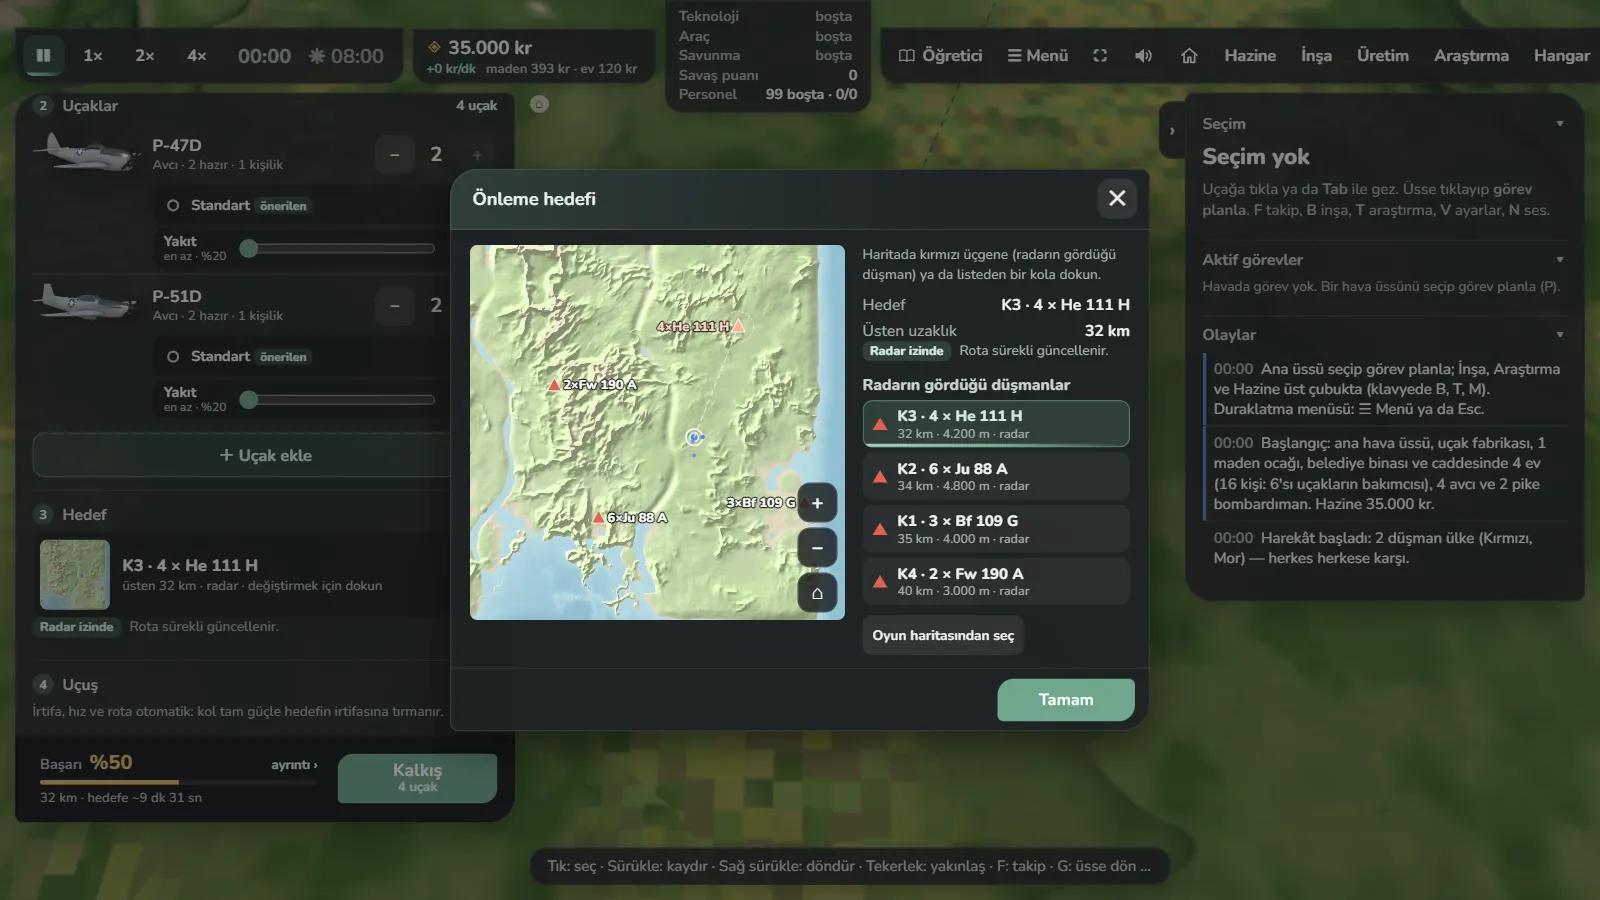 1× 2× 4× 00:00 08:00
35.000 kr
+0 kr/dk maden 393 kr · ev 120 kr
Teknoloji boşta
Araç boşta
Savunma boşta
Savaş puanı 0
Personel 99 boşta · 0/0
Öğretici Menü Hazine İnşa Üretim Araştırma Hangar
2 Uçaklar 4 uçak
P-47D
Avcı · 2 hazır · 1 kişilik
− 2 +
Standart önerilen
Yakıt
en az · %20
P-51D
Avcı · 2 hazır · 1 kişilik
− 2
Standart önerilen
Yakıt
en az · %20
+ Uçak ekle
3 Hedef
K3 · 4 × He 111 H
üsten 32 km · radar · değiştirmek için dokun
Radar izinde Rota sürekli güncellenir.
4 Uçuş
İrtifa, hız ve rota otomatik: kol tam güçle hedefin irtifasına tırmanır.
Başarı %50 ayrıntı ›
32 km · hedefe ~9 dk 31 sn
Kalkış
4 uçak
Önleme hedefi
4×He 111 H
2×Fw 190 A
3×Bf 109 G
6×Ju 88 A
+
−
Haritada kırmızı üçgene (radarın gördüğü
düşman) ya da listeden bir kola dokun.
Hedef K3 · 4 × He 111 H
Üsten uzaklık 32 km
Radar izinde Rota sürekli güncellenir.
Radarın gördüğü düşmanlar
K3 · 4 × He 111 H
32 km · 4.200 m · radar
K2 · 6 × Ju 88 A
34 km · 4.800 m · radar
K1 · 3 × Bf 109 G
35 km · 4.000 m · radar
K4 · 2 × Fw 190 A
40 km · 3.000 m · radar
Oyun haritasından seç
Tamam
Seçim
Seçim yok
Uçağa tıkla ya da Tab ile gez. Üsse tıklayıp görev
planla. F takip, B inşa, T araştırma, V ayarlar, N ses.
Aktif görevler
Havada görev yok. Bir hava üssünü seçip görev planla (P).
Olaylar
00:00 Ana üssü seçip görev planla; İnşa, Araştırma
ve Hazine üst çubukta (klavyede B, T, M).
Duraklatma menüsü: ☰ Menü ya da Esc.
00:00 Başlangıç: ana hava üssü, uçak fabrikası, 1
maden ocağı, belediye binası ve caddesinde 4 ev
(16 kişi: 6'sı uçakların bakımcısı), 4 avcı ve 2 pike
bombardıman. Hazine 35.000 kr.
00:00 Harekât başladı: 2 düşman ülke (Kırmızı,
Mor) — herkes herkese karşı.
Tık: seç · Sürükle: kaydır · Sağ sürükle: döndür · Tekerlek: yakınlaş · F: takip · G: üsse dön ...